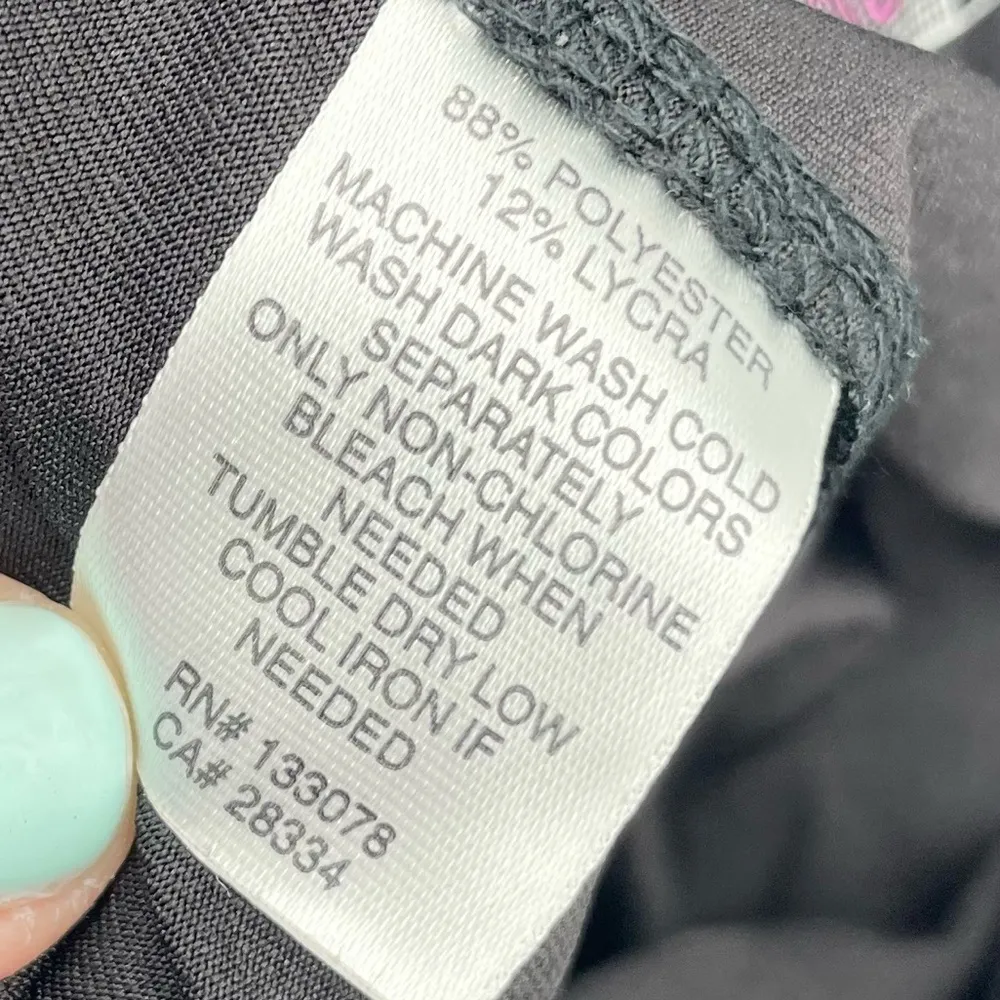 88% POLYESTER
12% LYCRA
MACHINE WASH COLD
WASH DARK COLORS
SEPARATELY
ONLY NON-CHLORINE
BLEACH WHEN
NEEDED
TUMBLE DRY LOW
COOL IRON IF
NEEDED
RN# 133078
CA# 28334